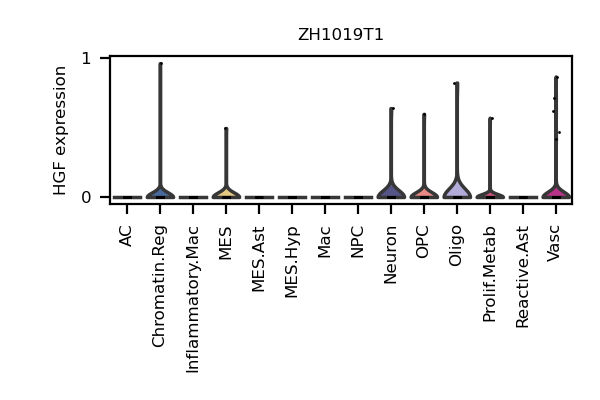 ZH1019T1
HGF expression
1
0
AC
Chromatin.Reg
Inflammatory.Mac
MES
MES.Ast
MES.Hyp
Mac
NPC
Neuron
OPC
Oligo
Prolif.Metab
Reactive.Ast
Vasc